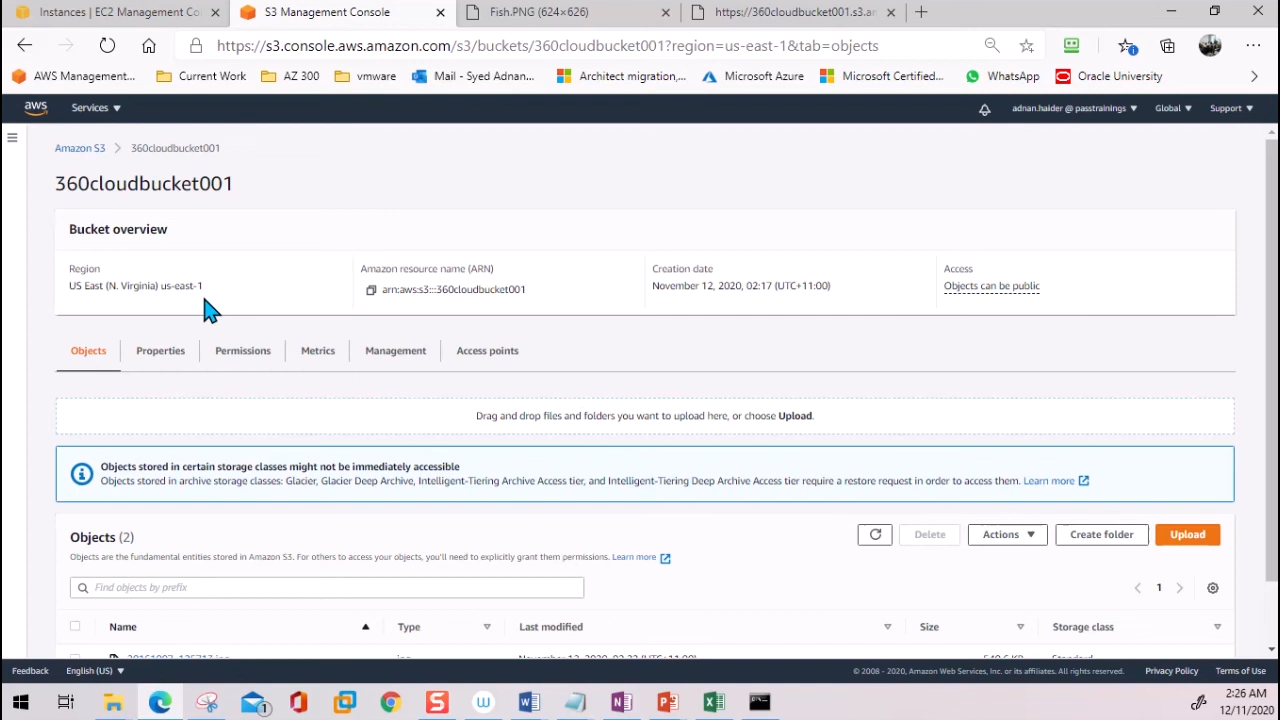 Instances | EC2 Management Co
S3 Management Console
Fish.PNG (624×626)
https://360cloudbucket001.s3.am
https://s3.console.aws.amazon.com/s3/buckets/360cloudbucket001?region=us-east-1&tab=objects
AWS Management... Current Work AZ 300 vmware Mail - Syed Adnan... Architect migration,... Microsoft Azure Microsoft Certified... WhatsApp Oracle University
aws Services adnan.haider @ passtrainings Global Support
Amazon S3 > 360cloudbucket001
360cloudbucket001
Bucket overview
Region
US East (N. Virginia) us-east-1
Amazon resource name (ARN)
arn:aws:s3:::360cloudbucket001
Creation date
November 12, 2020, 02:17 (UTC+11:00)
Access
Objects can be public
Objects Properties Permissions Metrics Management Access points
Drag and drop files and folders you want to upload here, or choose Upload.
Objects stored in certain storage classes might not be immediately accessible
Objects stored in archive storage classes: Glacier, Glacier Deep Archive, Intelligent-Tiering Archive Access tier, and Intelligent-Tiering Deep Archive Access tier require a restore request in order to access them. Learn more
Objects (2)
Delete Actions Create folder Upload
Objects are the fundamental entities stored in Amazon S3. For others to access your objects, you'll need to explicitly grant them permissions. Learn more
Find objects by prefix
1
Name Type Last modified Size Storage class
Feedback English (US) © 2008 - 2020, Amazon Web Services, Inc. or its affiliates. All rights reserved. Privacy Policy Terms of Use
1
2:26 AM
12/11/2020